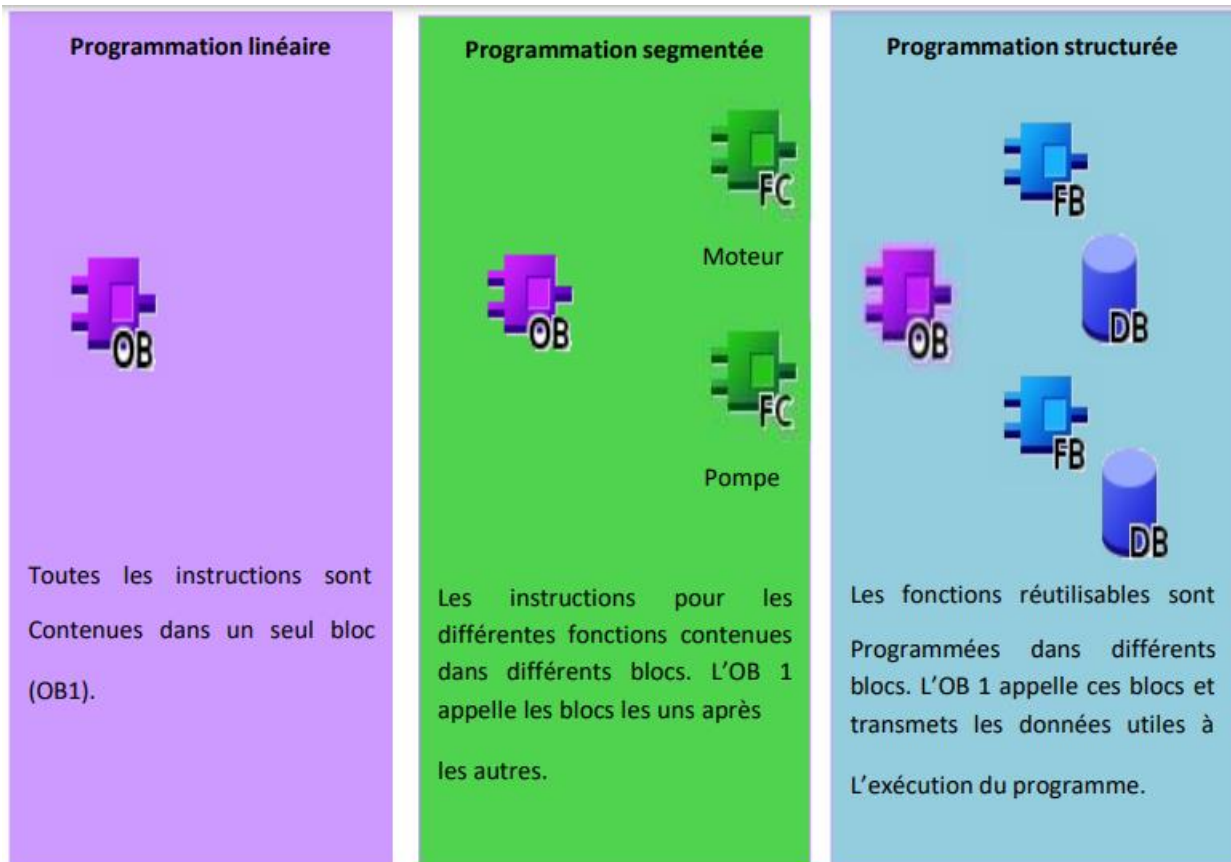 Programmation linéaire
OB
Toutes les instructions sont
Contenues dans un seul bloc
(OB1).
Programmation segmentée
FC
Moteur
OB
FC
Pompe
Les instructions pour les
différentes fonctions contenues
dans différents blocs. L’OB 1
appelle les blocs les uns après
les autres.
Programmation structurée
FB
OB
DB
FB
DB
Les fonctions réutilisables sont
Programmées dans différents
blocs. L’OB 1 appelle ces blocs et
transmets les données utiles à
L’exécution du programme.